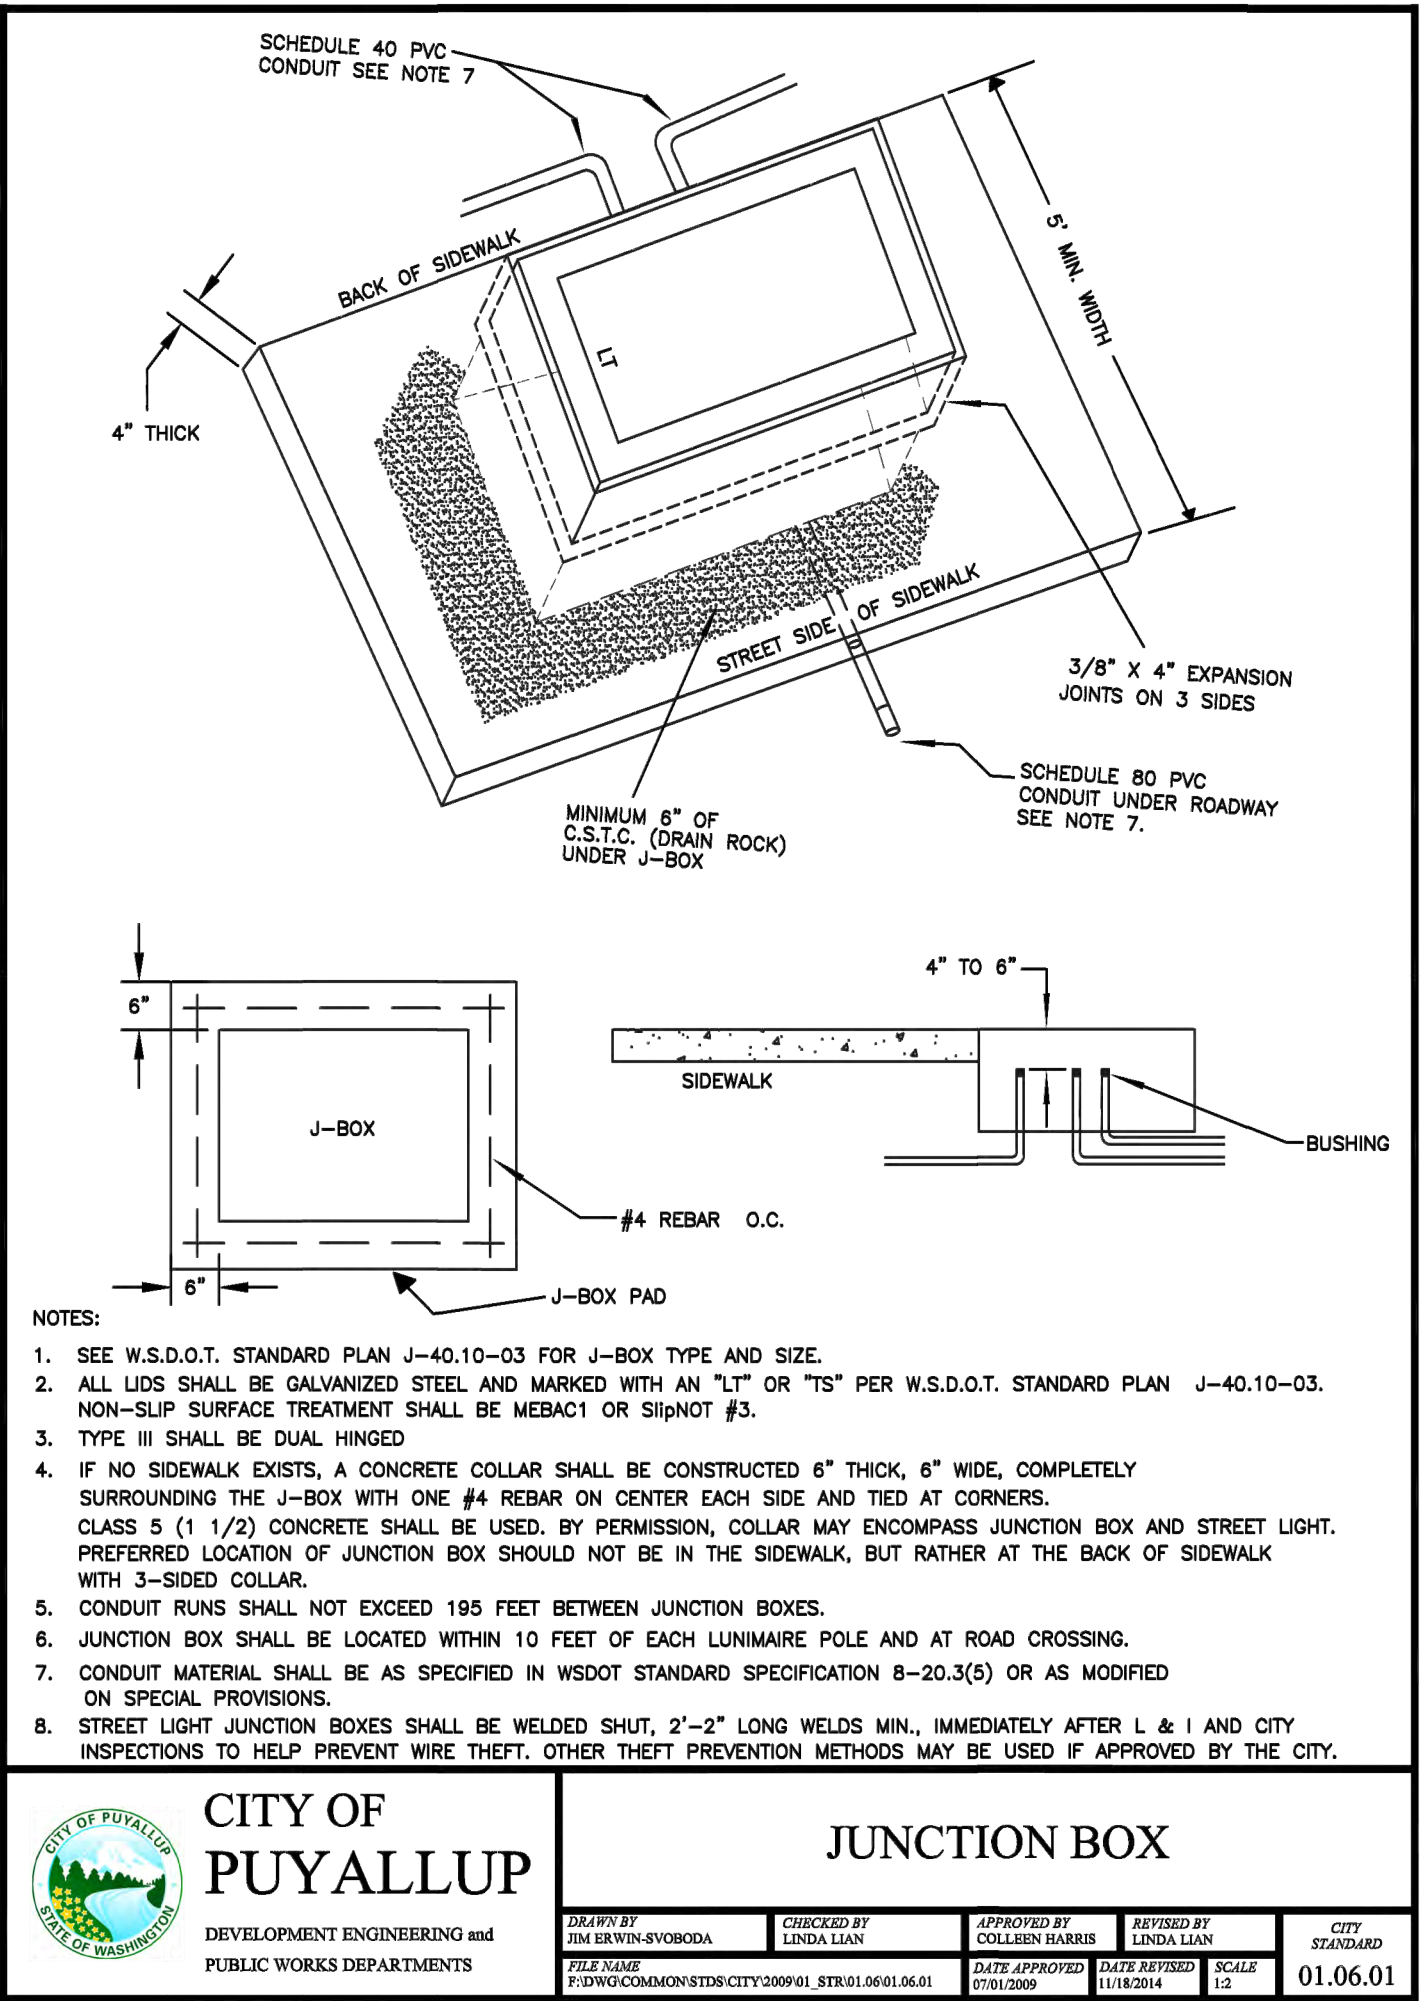 SCHEDULE 40 PVC
CONDUIT SEE NOTE 7
BACK OF SIDEWALK
5' MIN. WIDTH
LT
4" THICK
STREET SIDE OF SIDEWALK
3/8" X 4" EXPANSION
JOINTS ON 3 SIDES
SCHEDULE 80 PVC
CONDUIT UNDER ROADWAY
SEE NOTE 7.
MINIMUM 6" OF
C.S.T.C. (DRAIN ROCK)
UNDER J-BOX
6"
J-BOX
#4 REBAR O.C.
6"
J-BOX PAD
4" TO 6"
SIDEWALK
BUSHING
NOTES:
1. SEE W.S.D.O.T. STANDARD PLAN J-40.10-03 FOR J-BOX TYPE AND SIZE.
2. ALL LIDS SHALL BE GALVANIZED STEEL AND MARKED WITH AN "LT" OR "TS" PER W.S.D.O.T. STANDARD PLAN J-40.10-03.
NON-SLIP SURFACE TREATMENT SHALL BE MEBAC1 OR SlipNOT #3.
3. TYPE III SHALL BE DUAL HINGED
4. IF NO SIDEWALK EXISTS, A CONCRETE COLLAR SHALL BE CONSTRUCTED 6" THICK, 6" WIDE, COMPLETELY
SURROUNDING THE J-BOX WITH ONE #4 REBAR ON CENTER EACH SIDE AND TIED AT CORNERS.
CLASS 5 (1 1/2) CONCRETE SHALL BE USED. BY PERMISSION, COLLAR MAY ENCOMPASS JUNCTION BOX AND STREET LIGHT.
PREFERRED LOCATION OF JUNCTION BOX SHOULD NOT BE IN THE SIDEWALK, BUT RATHER AT THE BACK OF SIDEWALK
WITH 3-SIDED COLLAR.
5. CONDUIT RUNS SHALL NOT EXCEED 195 FEET BETWEEN JUNCTION BOXES.
6. JUNCTION BOX SHALL BE LOCATED WITHIN 10 FEET OF EACH LUNIMAIRE POLE AND AT ROAD CROSSING.
7. CONDUIT MATERIAL SHALL BE AS SPECIFIED IN WSDOT STANDARD SPECIFICATION 8-20.3(5) OR AS MODIFIED
ON SPECIAL PROVISIONS.
8. STREET LIGHT JUNCTION BOXES SHALL BE WELDED SHUT, 2'-2" LONG WELDS MIN., IMMEDIATELY AFTER L & I AND CITY
INSPECTIONS TO HELP PREVENT WIRE THEFT. OTHER THEFT PREVENTION METHODS MAY BE USED IF APPROVED BY THE CITY.
CITY OF PUYALLUP
STATE OF WASHINGTON
CITY OF
PUYALLUP
DEVELOPMENT ENGINEERING and
PUBLIC WORKS DEPARTMENTS
JUNCTION BOX
DRAWN BY
JIM ERWIN-SVOBODA
CHECKED BY
LINDA LIAN
APPROVED BY
COLLEEN HARRIS
REVISED BY
LINDA LIAN
FILE NAME
F:\DWG\COMMON\STDS\CITY\2009\01_STR\01.06\01.06.01
DATE APPROVED
07/01/2009
DATE REVISED
11/18/2014
SCALE
1:2
CITY
STANDARD
01.06.01